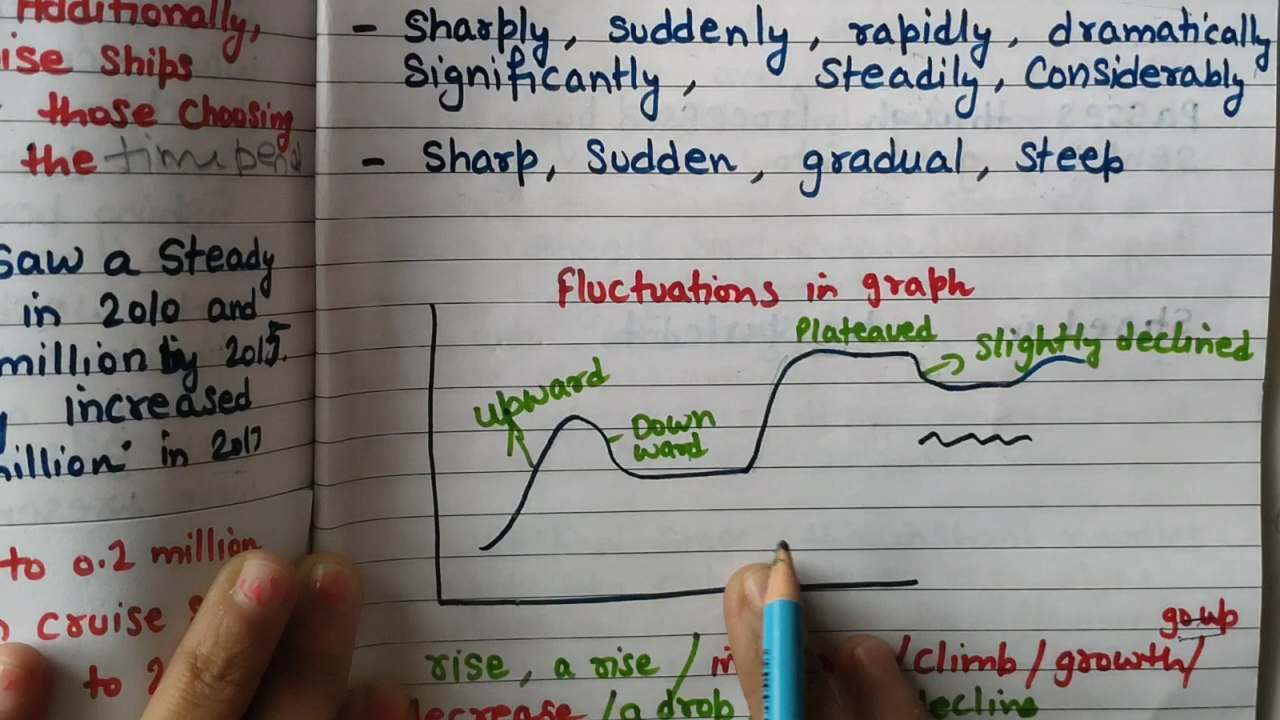 Additionally,
ise Ships
those Choosing
the time period
Saw a Steady
in 2010 and
million by 2015.
increased
million in 2017
to 0.2 million
cruise
to
- Sharply, suddenly, rapidly, dramatically
Significantly, Steadily, Considerably
- Sharp, Sudden, gradual, Steep
Fluctuations in graph
Plateaued
Slightly declined
upward
Down
ward
go up
rise, a rise / /climb/growth/
decrease /a drop decline